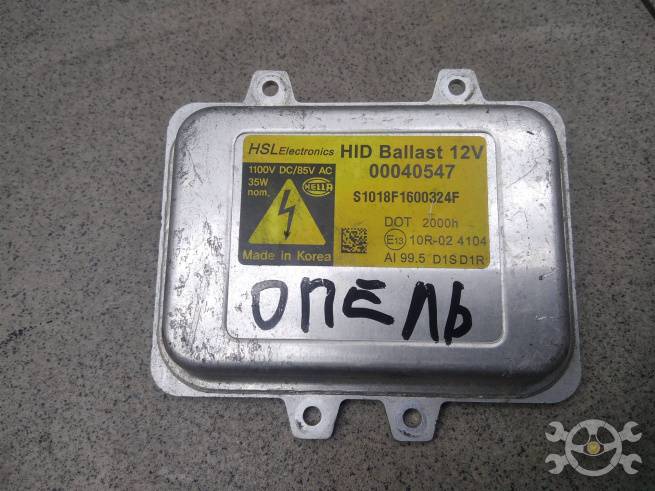 HSLElectronics HID Ballast 12V
1100V DC/85V AC 00040547
35W
nom. HELLA S1018F1600324F
DOT 2000h
E13 10R-02 4104
Made in Korea AI 99.5 D1S D1R
ОПЕЛЬ